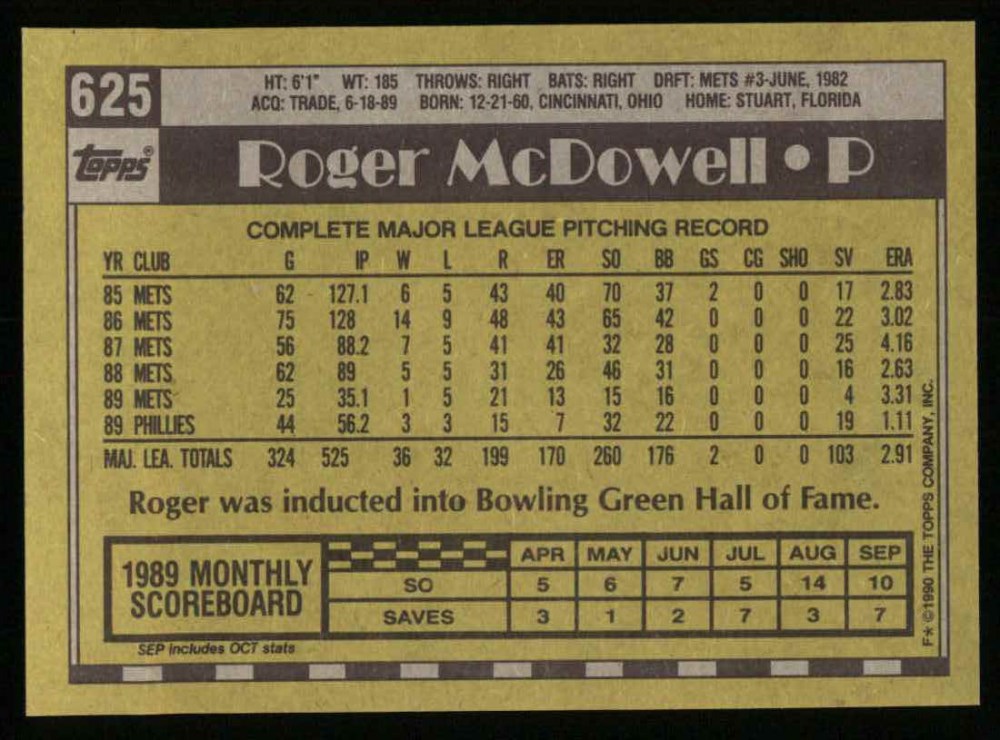 625
HT: 6'1" WT: 185 THROWS: RIGHT BATS: RIGHT DRFT: METS #3-JUNE, 1982
ACQ: TRADE, 6-18-89 BORN: 12-21-60, CINCINNATI, OHIO HOME: STUART, FLORIDA
Topps®
Roger McDowell • P
COMPLETE MAJOR LEAGUE PITCHING RECORD
YR CLUB G IP W L R ER SO BB GS CG SHO SV ERA
85 METS 62 127.1 6 5 43 40 70 37 2 0 0 17 2.83
86 METS 75 128 14 9 48 43 65 42 0 0 0 22 3.02
87 METS 56 88.2 7 5 41 41 32 28 0 0 0 25 4.16
88 METS 62 89 5 5 31 26 46 31 0 0 0 16 2.63
89 METS 25 35.1 1 5 21 13 15 16 0 0 0 4 3.31
89 PHILLIES 44 56.2 3 3 15 7 32 22 0 0 0 19 1.11
MAJ. LEA. TOTALS 324 525 36 32 199 170 260 176 2 0 0 103 2.91
Roger was inducted into Bowling Green Hall of Fame.
1989 MONTHLY
SCOREBOARD
APR MAY JUN JUL AUG SEP
SO 5 6 7 5 14 10
SAVES 3 1 2 7 3 7
SEP includes OCT stats
F* ©1990 THE TOPPS COMPANY, INC.